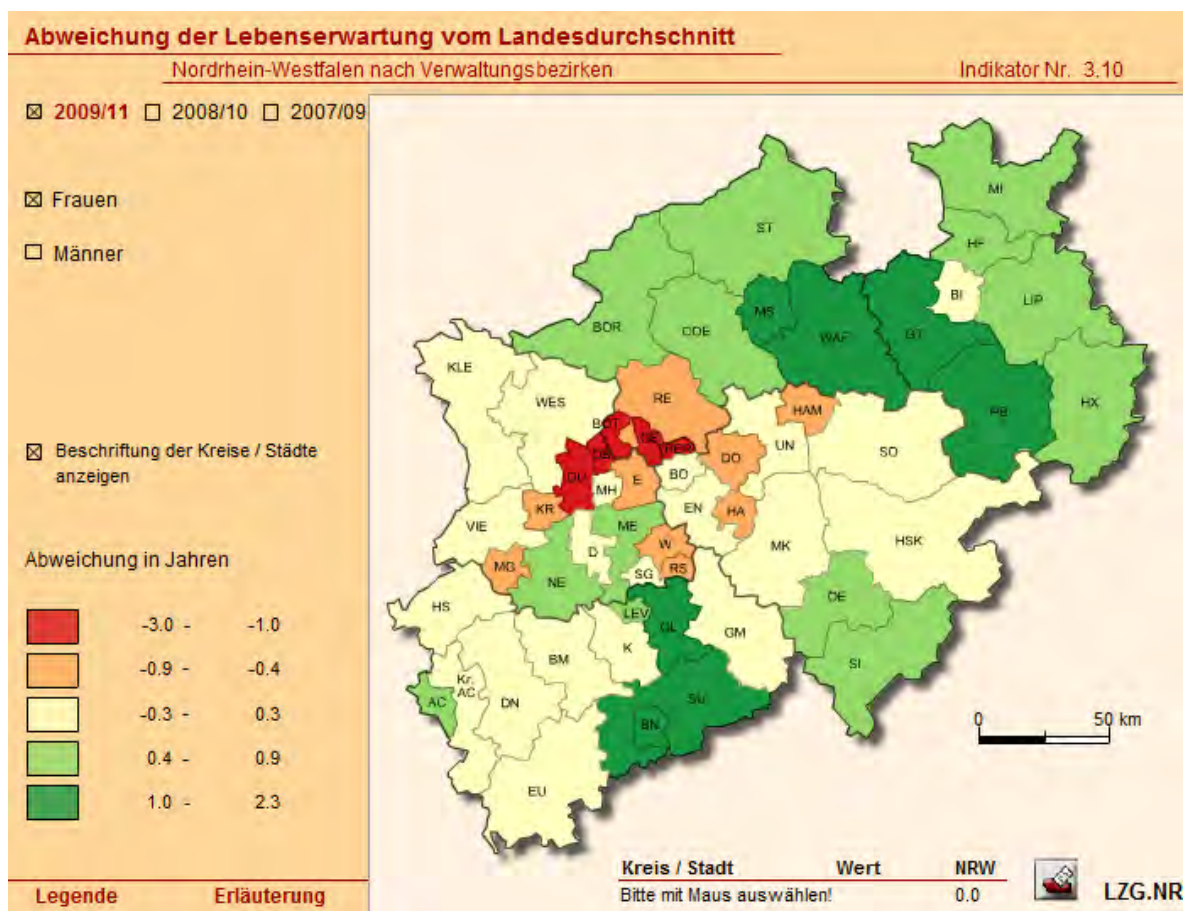 Abweichung der Lebenserwartung vom Landesdurchschnitt
Nordrhein-Westfalen nach Verwaltungsbezirken
Indikator Nr. 3.10
2009/11 2008/10 2007/09
Frauen
Männer
Beschriftung der Kreise / Städte
anzeigen
Abweichung in Jahren
-3.0 - -1.0
-0.9 - -0.4
-0.3 - 0.3
0.4 - 0.9
1.0 - 2.3
Legende Erläuterung
MI
ST
HF
BI
LIP
MS
WAF
GT
BOR
COE
KLE
WES
RE
HAM
PB
HX
BOT
GE
HER
OB
DO
UN
SO
DU
MH
E
BO
EN
HA
KR
VIE
ME
MK
HSK
W
RS
MG
NE
D
SG
OE
HS
LEV
GL
GM
SI
K
BM
Kr.
AC
AC
DN
SU
BN
EU
0 50 km
Kreis / Stadt Wert NRW
Bitte mit Maus auswählen! 0.0
LZG.NR